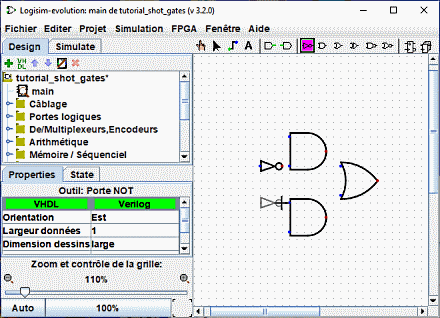 Logisim-evolution: main de tutorial_shot_gates (v 3.2.0)
Fichier Editer Projet Simulation FPGA Fenêtre Aide
Design Simulate
A
VH
DL
tutorial_shot_gates*
main
Câblage
Portes logiques
De/Multiplexeurs,Encodeurs
Arithmétique
Mémoire / Séquenciel
Properties State
Outil: Porte NOT
VHDL Verilog
Orientation Est
Largeur données 1
Dimension dessins large
Zoom et contrôle de la grille:
110%
Auto 100%